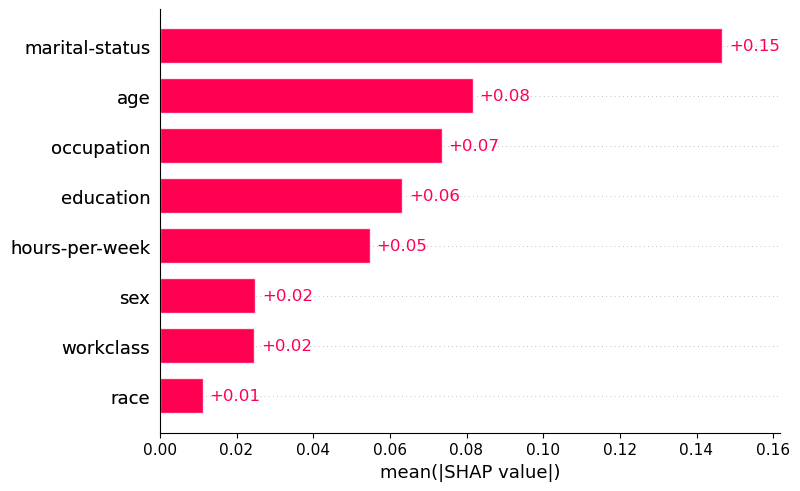 marital-status +0.15
age +0.08
occupation +0.07
education +0.06
hours-per-week +0.05
sex +0.02
workclass +0.02
race +0.01
0.00 0.02 0.04 0.06 0.08 0.10 0.12 0.14 0.16
mean(|SHAP value|)